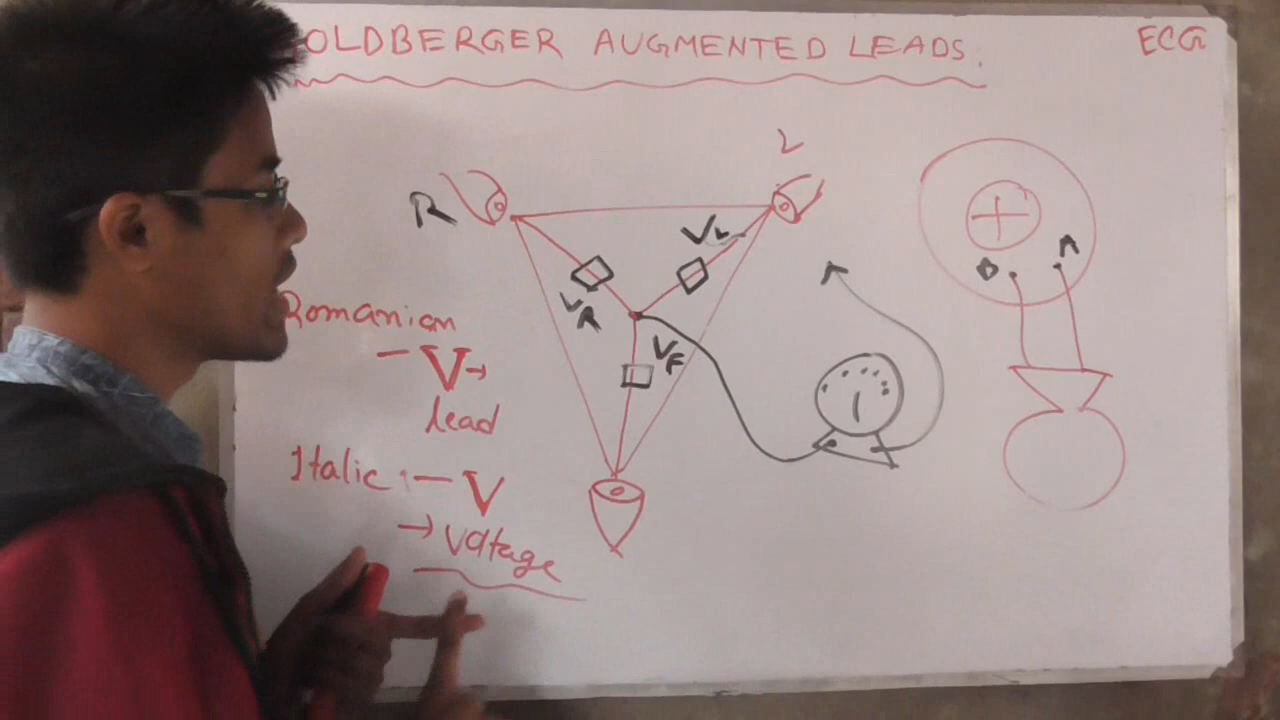 OLDBERGER AUGMENTED LEADS.
ECG
L
R
VL
VR
VF
Romanian
– V →
lead
Italic :– V
→ voltage
B A